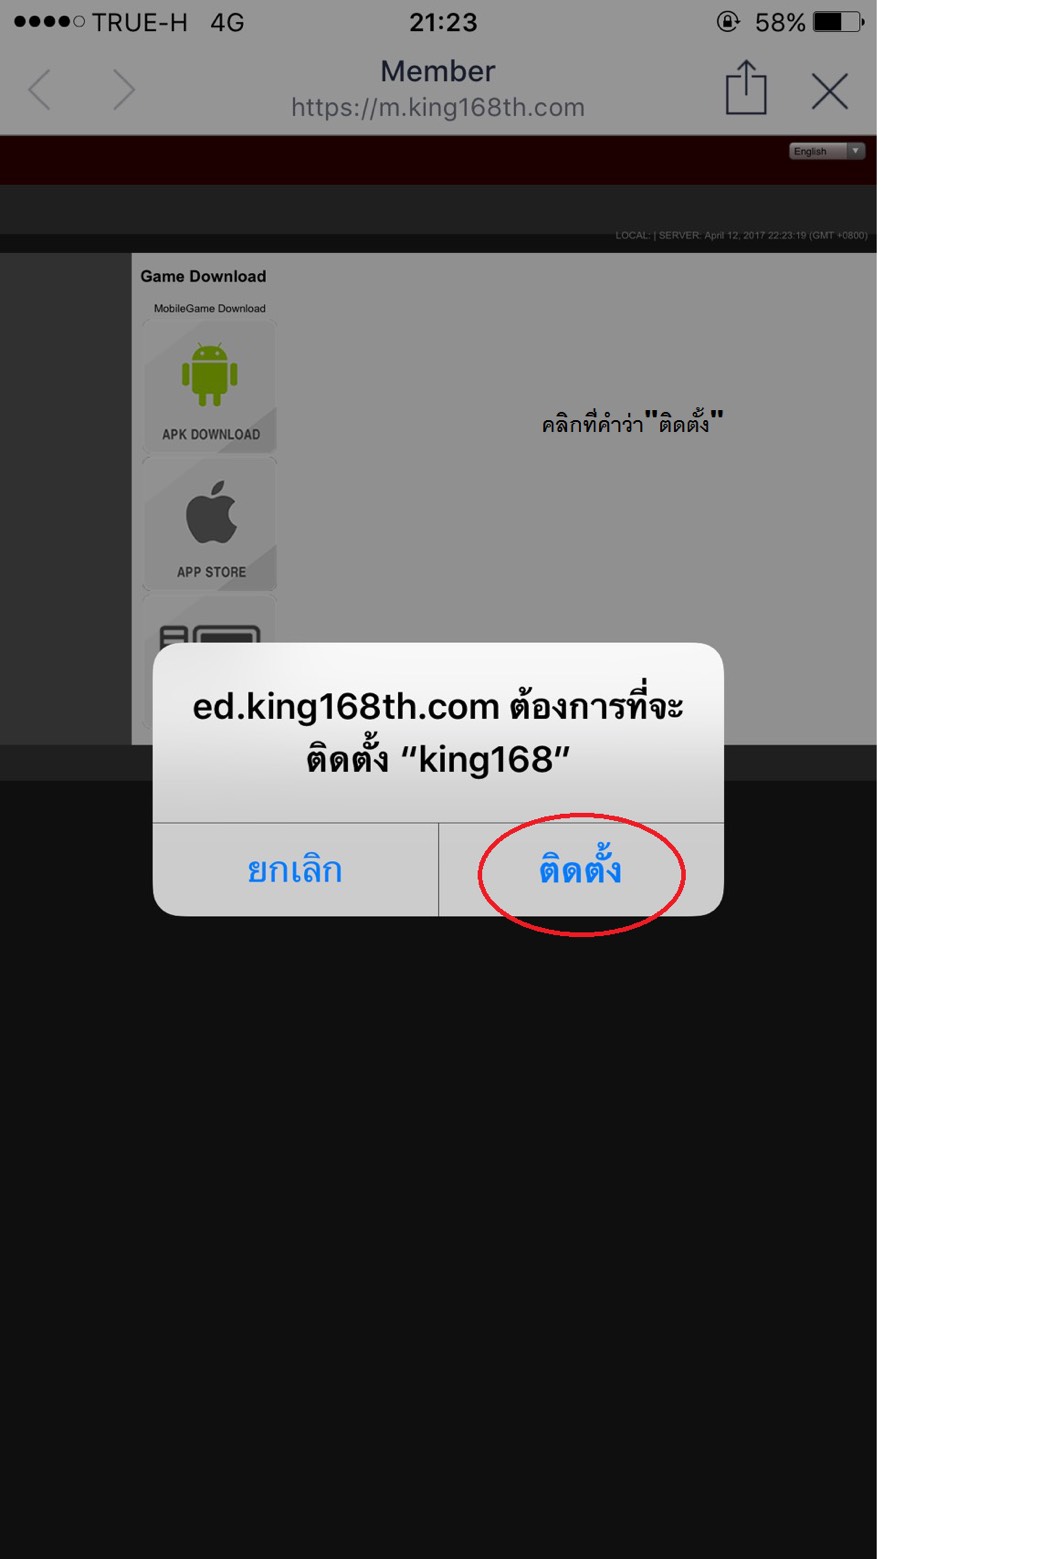 TRUE-H 4G 21:23 58%
Member
https://m.king168th.com
English
LOCAL: | SERVER: April 12, 2017 22:23:19 (GMT +0800)
Game Download
MobileGame Download
APK DOWNLOAD
คลิกที่คำว่า"ติดตั้ง"
APP STORE
ed.king168th.com ต้องการที่จะ
ติดตั้ง “king168”
ยกเลิก ติดตั้ง